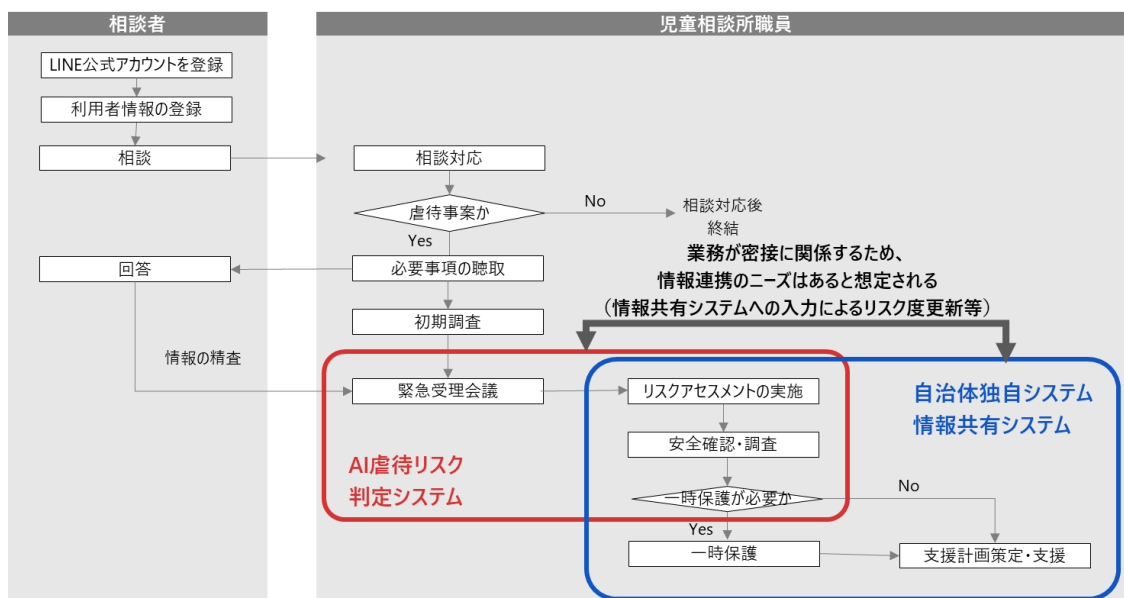 相談者
児童相談所職員
LINE公式アカウントを登録
利用者情報の登録
相談
相談対応
虐待事案か
No
相談対応後
終結
Yes
業務が密接に関係するため、
情報連携のニーズはあると想定される
（情報共有システムへの入力によるリスク度更新等）
回答
必要事項の聴取
初期調査
情報の精査
緊急受理会議
リスクアセスメントの実施
自治体独自システム
情報共有システム
安全確認・調査
AI虐待リスク
判定システム
一時保護が必要か
No
Yes
一時保護
支援計画策定・支援